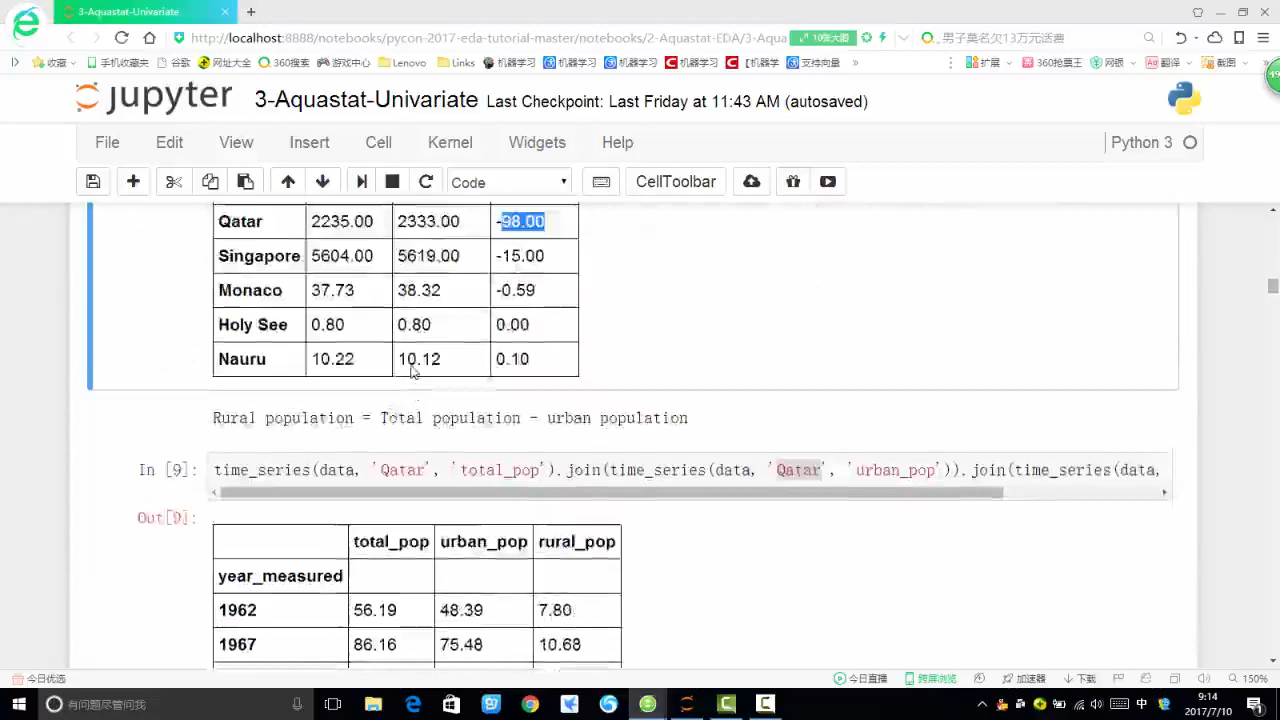 3-Aquastat-Univariate
http://localhost:8888/notebooks/pycon-2017-eda-tutorial-master/notebooks/2-Aquastat-EDA/3-Aqua 10张大图 男子莫名欠13万元话费
收藏 手机收藏夹 谷歌 网址大全 360搜索 游戏中心 Lenovo Links 机器学习 机器学习 机器学习 机器学习 【机器学 支持向量 扩展 360抢票王 网银 翻译 截图
jupyter 3-Aquastat-Univariate Last Checkpoint: Last Friday at 11:43 AM (autosaved)
File Edit View Insert Cell Kernel Widgets Help Python 3
Code CellToolbar
Qatar 2235.00 2333.00 -98.00
Singapore 5604.00 5619.00 -15.00
Monaco 37.73 38.32 -0.59
Holy See 0.80 0.80 0.00
Nauru 10.22 10.12 0.10
Rural population = Total population - urban population
In [9]: time_series(data, 'Qatar', 'total_pop').join(time_series(data, 'Qatar', 'urban_pop')).join(time_series(data,
Out[9]:
total_pop urban_pop rural_pop
year_measured
1962 56.19 48.39 7.80
1967 86.16 75.48 10.68
今日优选 今日直播 跨屏浏览 加速器 下载 150%
有问题尽管问我 中 9:14
2017/7/10